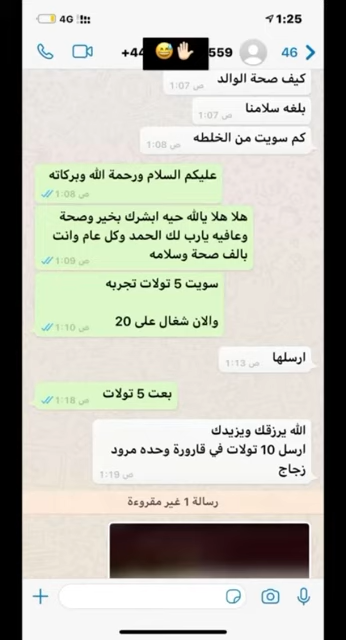 4G 1:25
+44 559 46
كيف صحة الوالد
1:07 ص
بلغه سلامنا
1:07 ص
كم سويت من الخلطه
1:08 ص
عليكم السلام ورحمة الله وبركاته
1:08 ص
هلا هلا يالله حيه ابشرك بخير وصحة
وعافيه يارب لك الحمد وكل عام وانت
بالف صحة وسلامه
1:09 ص
سويت 5 تولات تجربه
والان شغال على 20
1:10 ص
ارسلها
1:13 ص
بعت 5 تولات
1:18 ص
الله يرزقك ويزيدك
ارسل 10 تولات في قارورة وحده مرود
زجاج
1:19 ص
رسالة 1 غير مقروءة